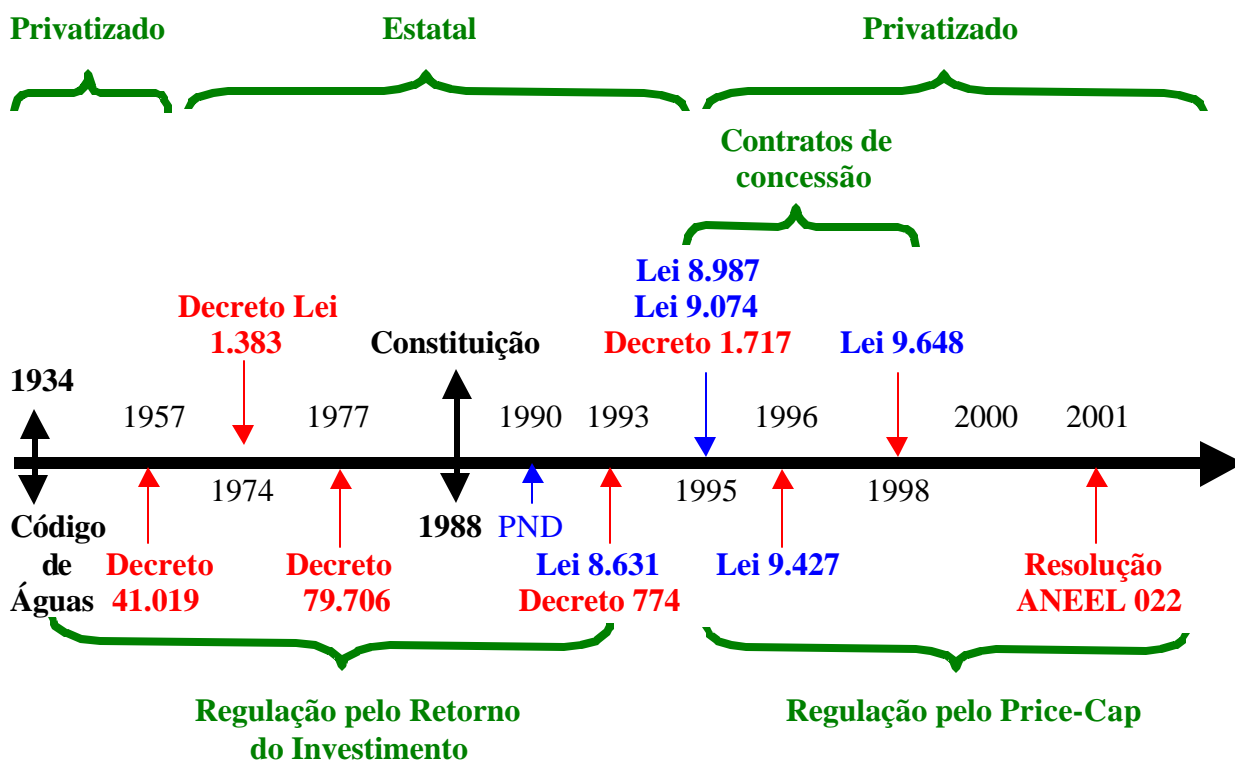 Privatizado
Estatal
Privatizado
Contratos de
concessão
Lei 8.987
Lei 9.074
Decreto 1.717
Decreto Lei
1.383
Constituição
Lei 9.648
1934
1957
1977
1990
1993
1996
2000
2001
1974
1995
1998
Código
de
Águas
Decreto
41.019
Decreto
79.706
1988
PND
Lei 8.631
Decreto 774
Lei 9.427
Resolução
ANEEL 022
Regulação pelo Retorno
do Investimento
Regulação pelo Price-Cap